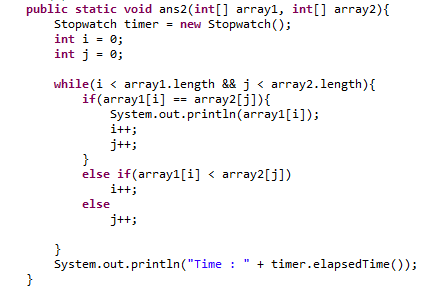 public static void ans2(int[] array1, int[] array2){
    Stopwatch timer = new Stopwatch();
    int i = 0;
    int j = 0;

    while(i < array1.length && j < array2.length){
        if(array1[i] == array2[j]){
            System.out.println(array1[i]);
            i++;
            j++;
        }
        else if(array1[i] < array2[j])
            i++;
        else
            j++;

    }
    System.out.println("Time : " + timer.elapsedTime());
}